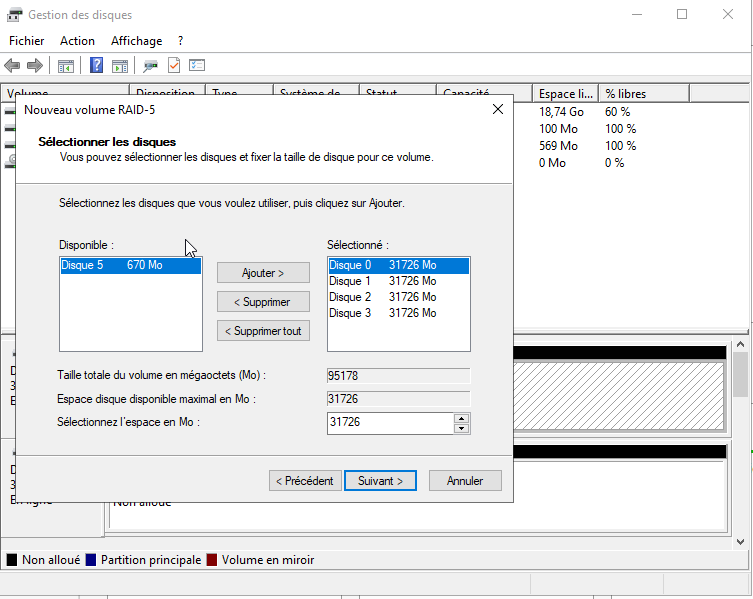 Gestion des disques
Fichier Action Affichage ?
Volume Disposition Type Système de Statut Capacité Espace li... % libres
18,74 Go 60 %
100 Mo 100 %
569 Mo 100 %
0 Mo 0 %
Nouveau volume RAID-5
Sélectionner les disques
Vous pouvez sélectionner les disques et fixer la taille de disque pour ce volume.
Sélectionnez les disques que vous voulez utiliser, puis cliquez sur Ajouter.
Disponible : Sélectionné :
Disque 5 670 Mo
Ajouter >
< Supprimer
< Supprimer tout
Disque 0 31726 Mo
Disque 1 31726 Mo
Disque 2 31726 Mo
Disque 3 31726 Mo
Taille totale du volume en mégaoctets (Mo) : 95178
Espace disque disponible maximal en Mo : 31726
Sélectionnez l'espace en Mo : 31726
< Précédent Suivant > Annuler
Non alloué
Non alloué Partition principale Volume en miroir